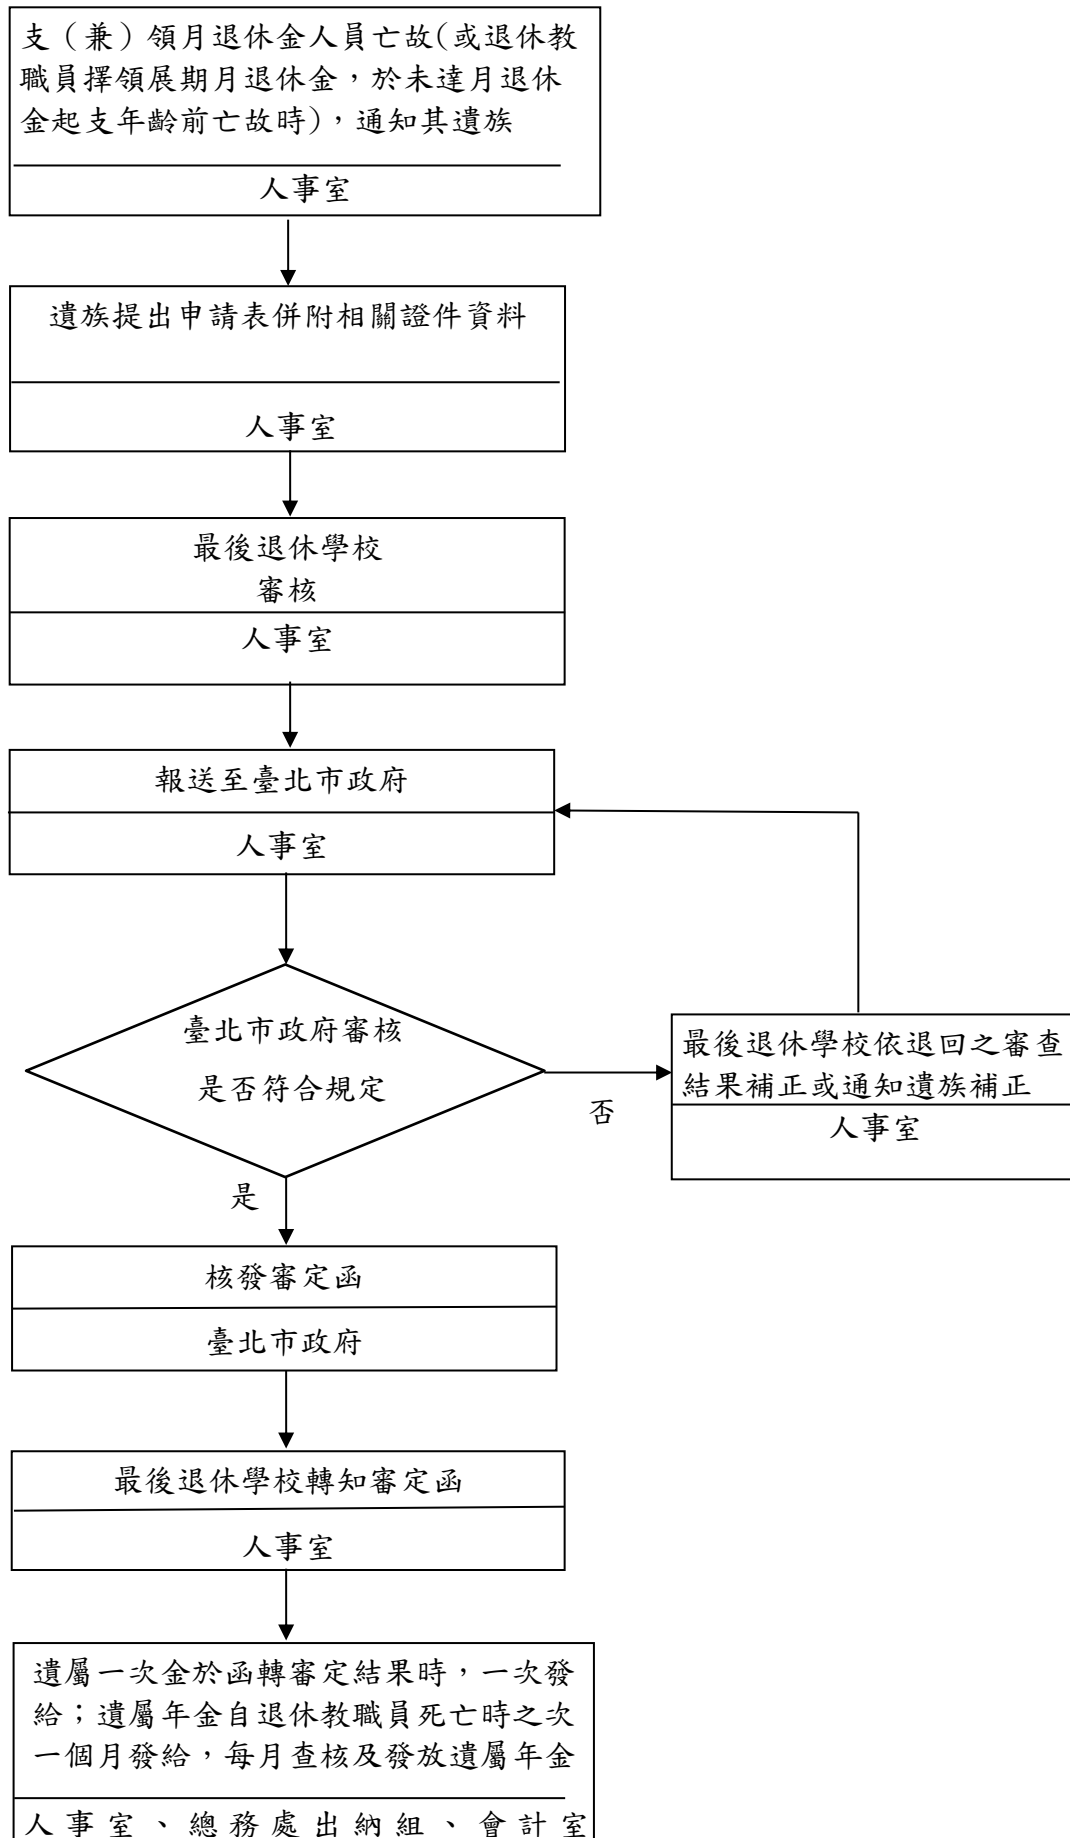 支（兼）領月退休金人員亡故(或退休教
職員擇領展期月退休金，於未達月退休
金起支年齡前亡故時)，通知其遺族
人事室
遺族提出申請表併附相關證件資料
人事室
最後退休學校
審核
人事室
報送至臺北市政府
人事室
臺北市政府審核
是否符合規定
否
最後退休學校依退回之審查
結果補正或通知遺族補正
人事室
是
核發審定函
臺北市政府
最後退休學校轉知審定函
人事室
遺屬一次金於函轉審定結果時，一次發
給；遺屬年金自退休教職員死亡時之次
一個月發給，每月查核及發放遺屬年金
人事室、總務處出納組、會計室